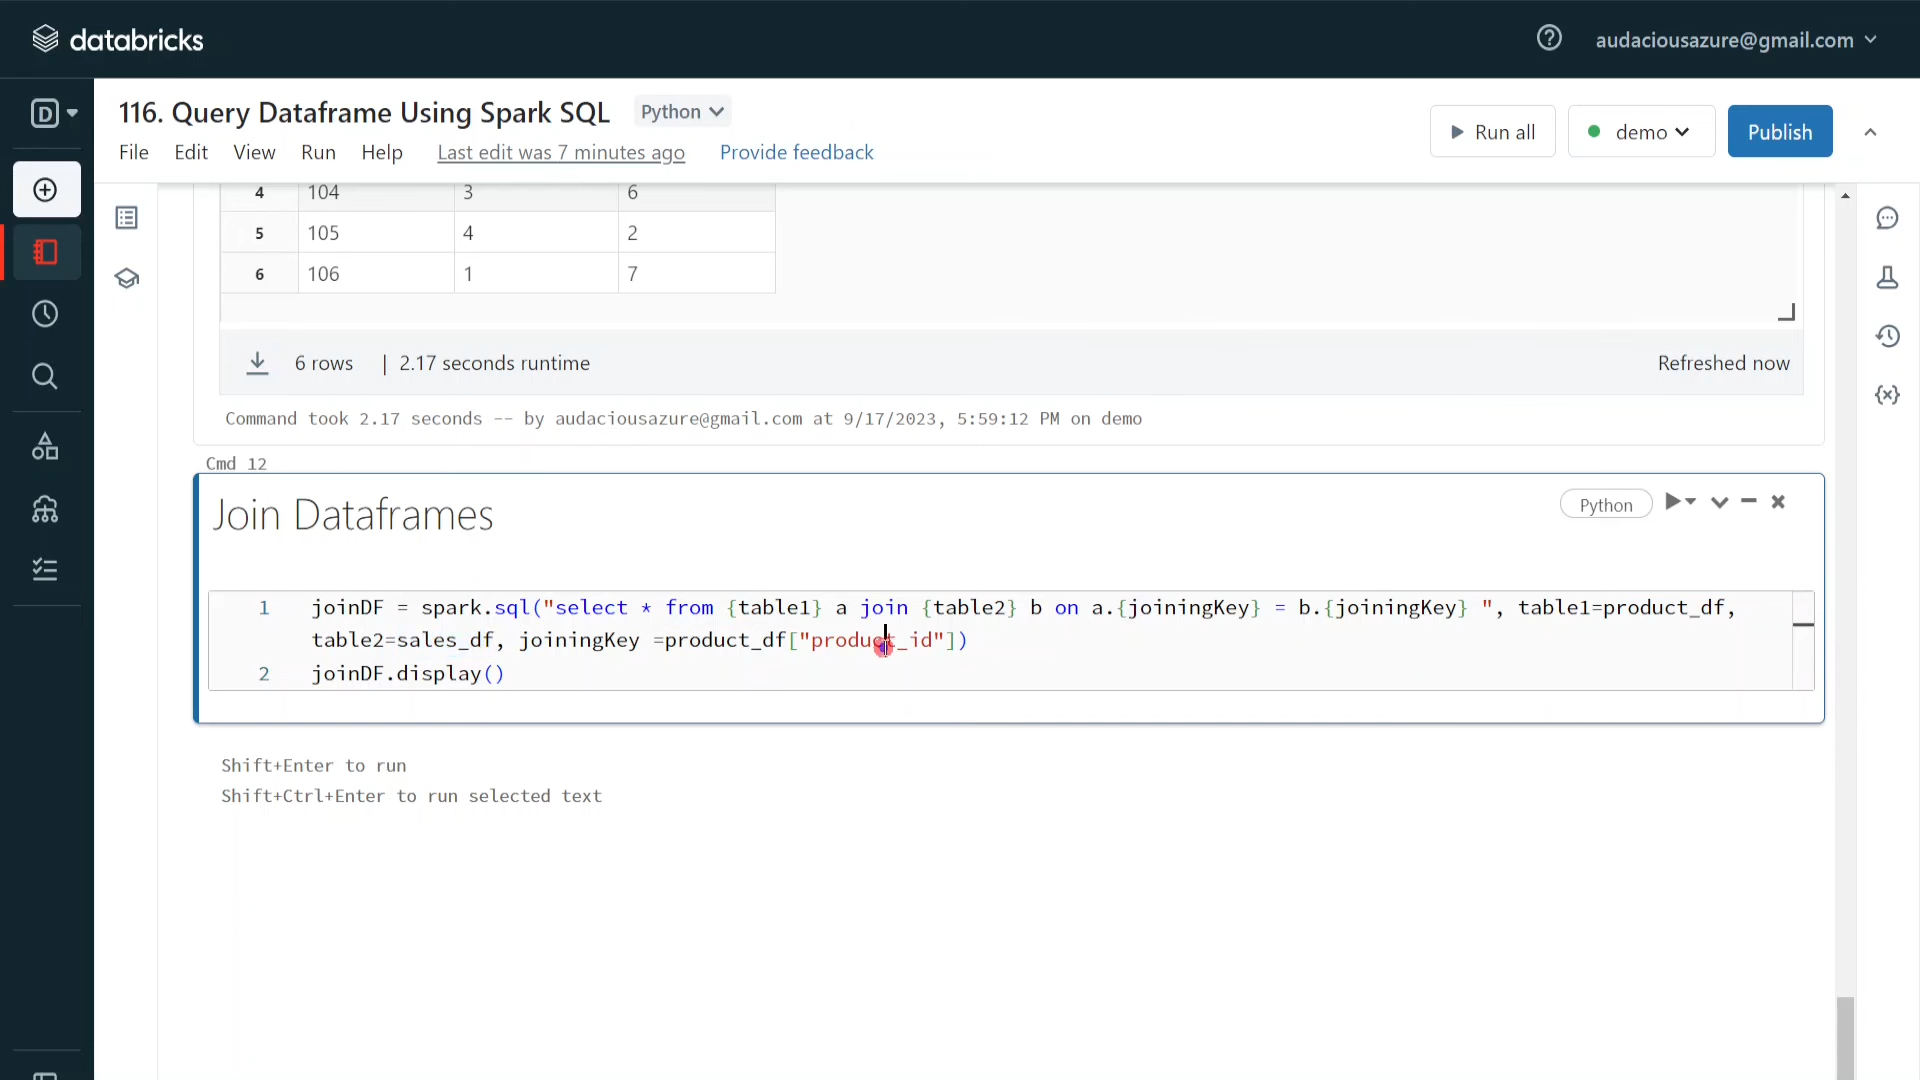 databricks
audaciousazure@gmail.com
D
116. Query Dataframe Using Spark SQL
Python
File Edit View Run Help Last edit was 7 minutes ago Provide feedback
Run all
demo
Publish
4 104 3 6
5 105 4 2
6 106 1 7
6 rows | 2.17 seconds runtime
Refreshed now
Command took 2.17 seconds -- by audaciousazure@gmail.com at 9/17/2023, 5:59:12 PM on demo
Cmd 12
Join Dataframes
Python
1 joinDF = spark.sql("select * from {table1} a join {table2} b on a.{joiningKey} = b.{joiningKey} ", table1=product_df,
table2=sales_df, joiningKey =product_df["product_id"])
2 joinDF.display()
Shift+Enter to run
Shift+Ctrl+Enter to run selected text